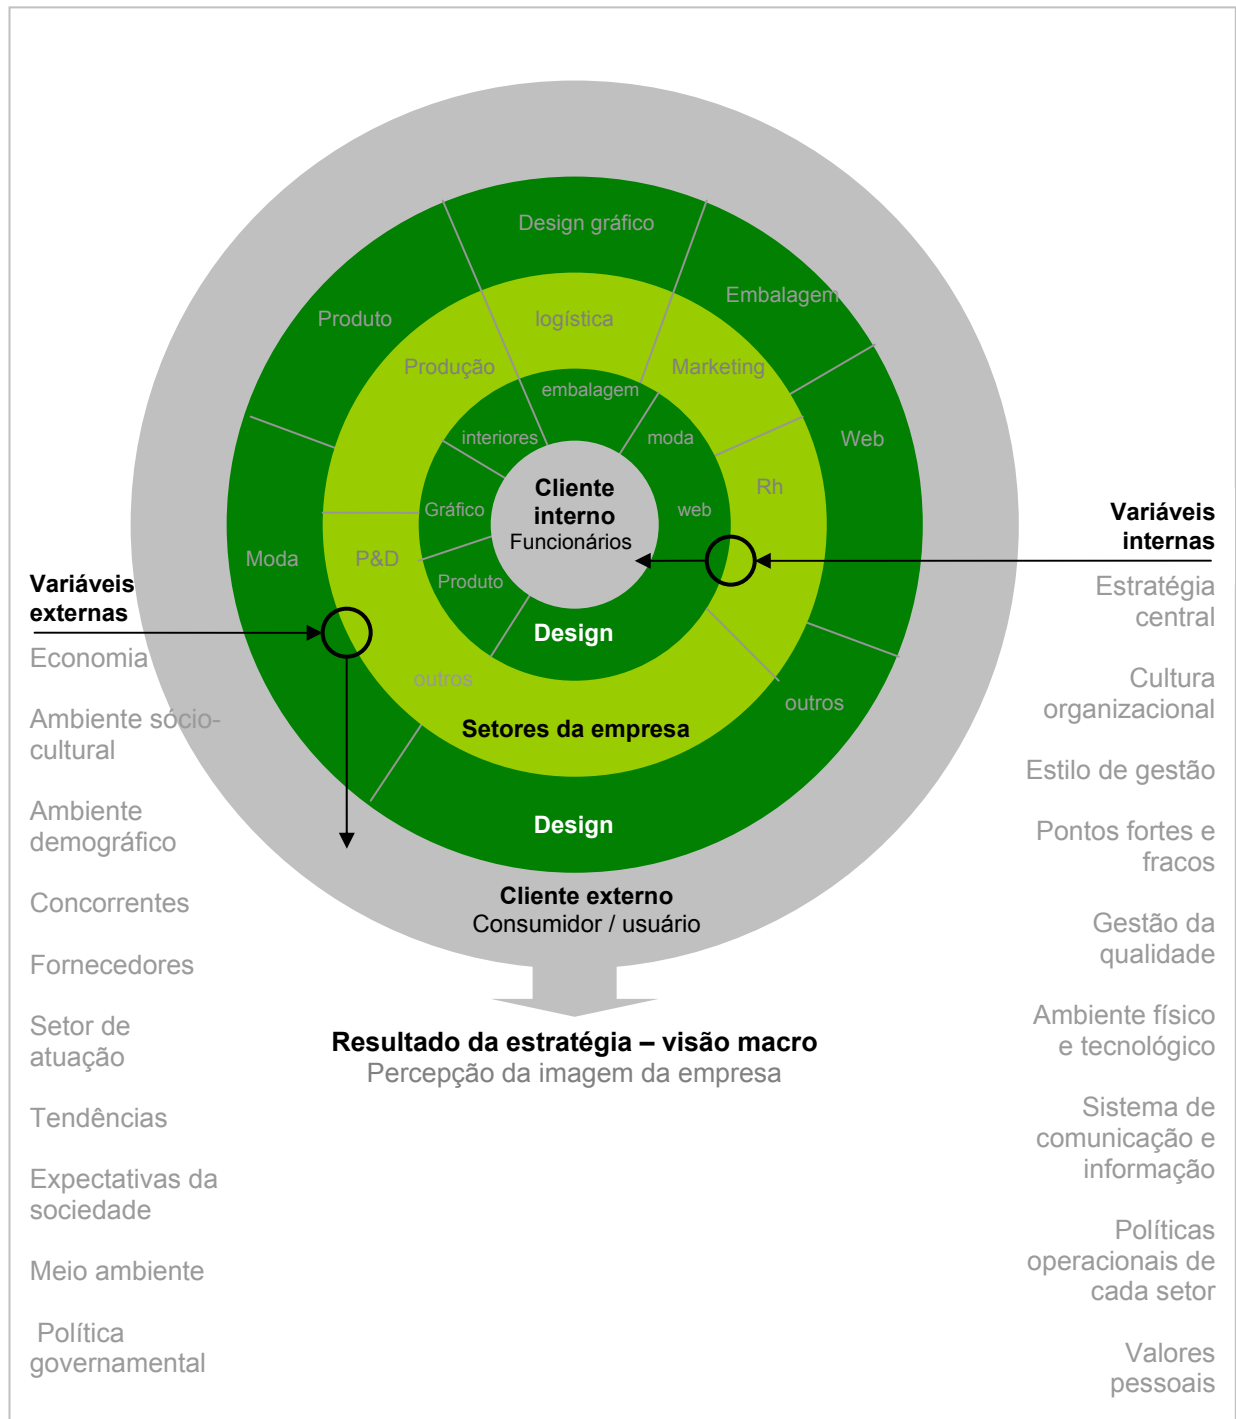 Design gráfico
Produto
Embalagem
logística
Produção
Marketing
embalagem
interiores
moda
Web
Cliente
interno
Funcionários
Rh
Gráfico
web
Moda
P&D
Produto
Design
outros
outros
Setores da empresa
Design
Cliente externo
Consumidor / usuário
Resultado da estratégia – visão macro
Percepção da imagem da empresa
Variáveis
externas
Economia
Ambiente sócio-
cultural
Ambiente
demográfico
Concorrentes
Fornecedores
Setor de
atuação
Tendências
Expectativas da
sociedade
Meio ambiente
Política
governamental
Variáveis
internas
Estratégia
central
Cultura
organizacional
Estilo de gestão
Pontos fortes e
fracos
Gestão da
qualidade
Ambiente físico
e tecnológico
Sistema de
comunicação e
informação
Políticas
operacionais de
cada setor
Valores
pessoais